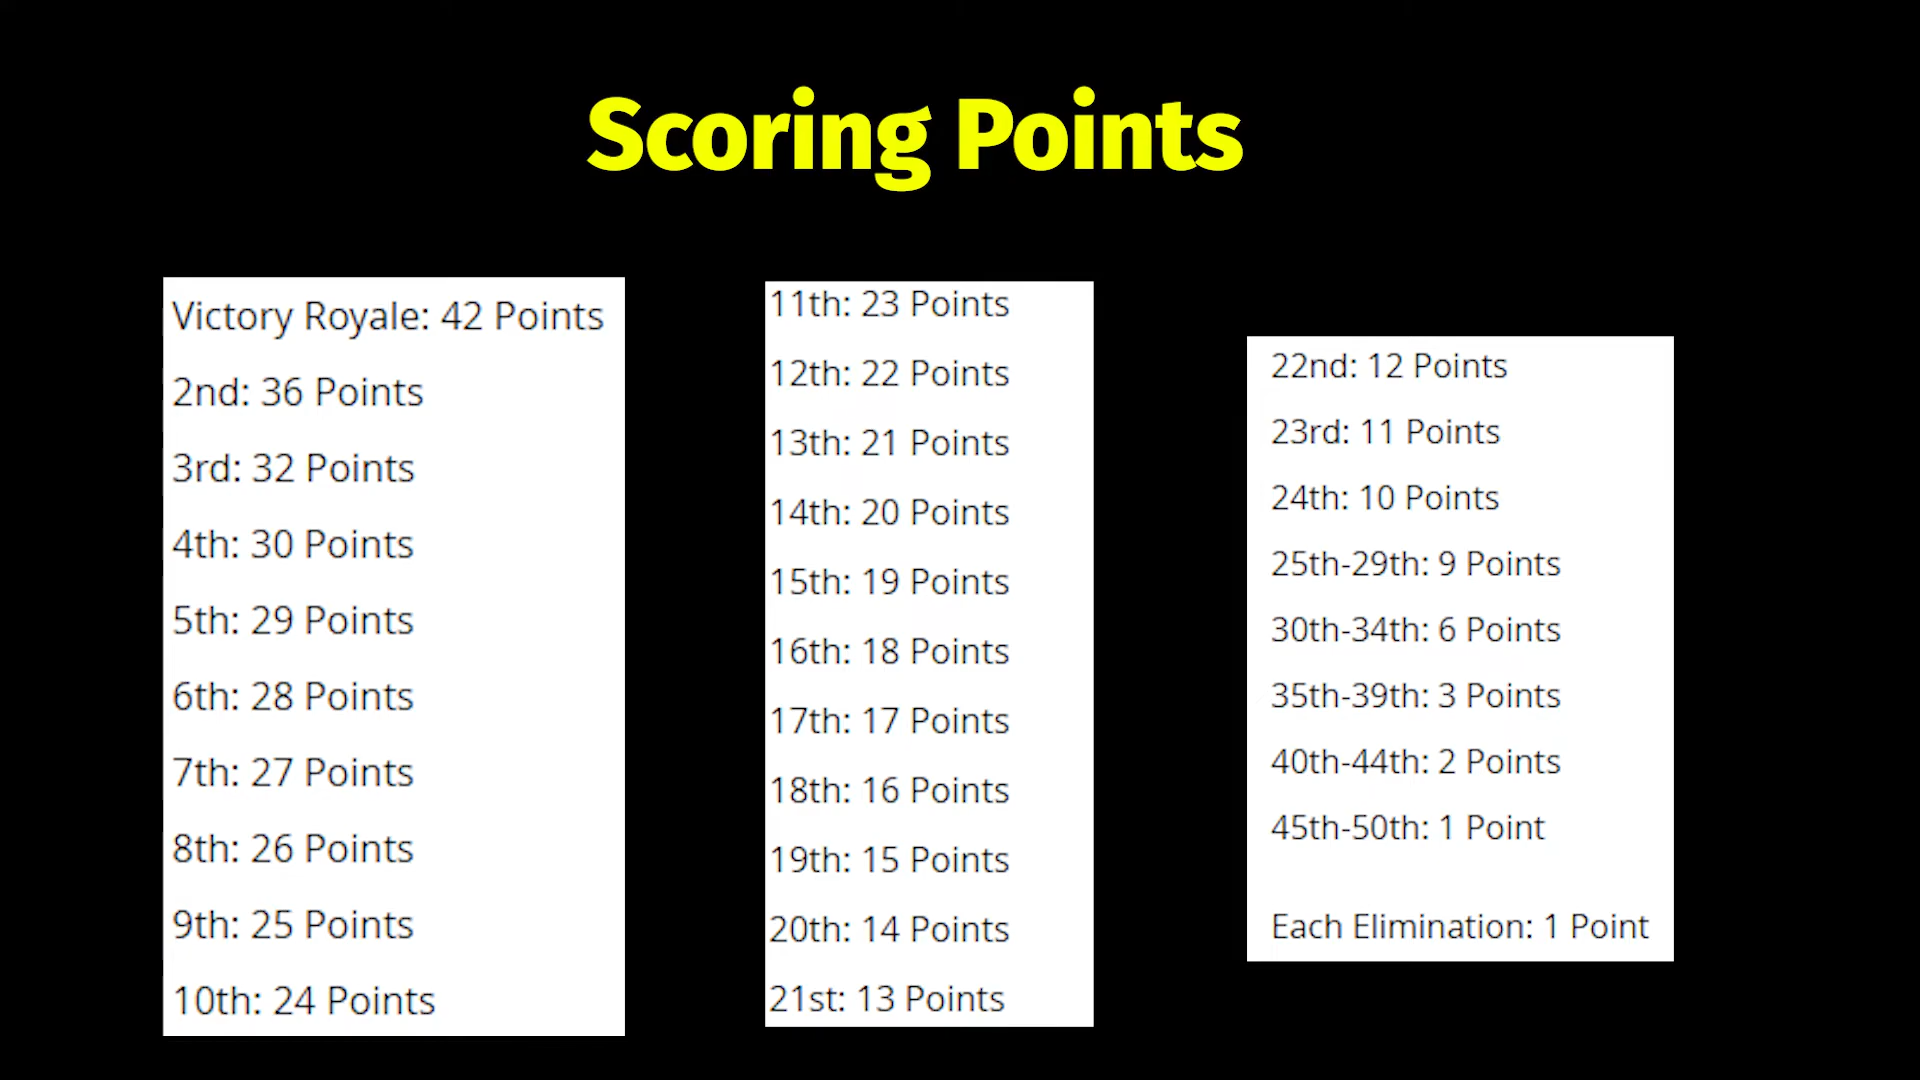 Scoring Points
Victory Royale: 42 Points
2nd: 36 Points
3rd: 32 Points
4th: 30 Points
5th: 29 Points
6th: 28 Points
7th: 27 Points
8th: 26 Points
9th: 25 Points
10th: 24 Points
11th: 23 Points
12th: 22 Points
13th: 21 Points
14th: 20 Points
15th: 19 Points
16th: 18 Points
17th: 17 Points
18th: 16 Points
19th: 15 Points
20th: 14 Points
21st: 13 Points
22nd: 12 Points
23rd: 11 Points
24th: 10 Points
25th-29th: 9 Points
30th-34th: 6 Points
35th-39th: 3 Points
40th-44th: 2 Points
45th-50th: 1 Point
Each Elimination: 1 Point